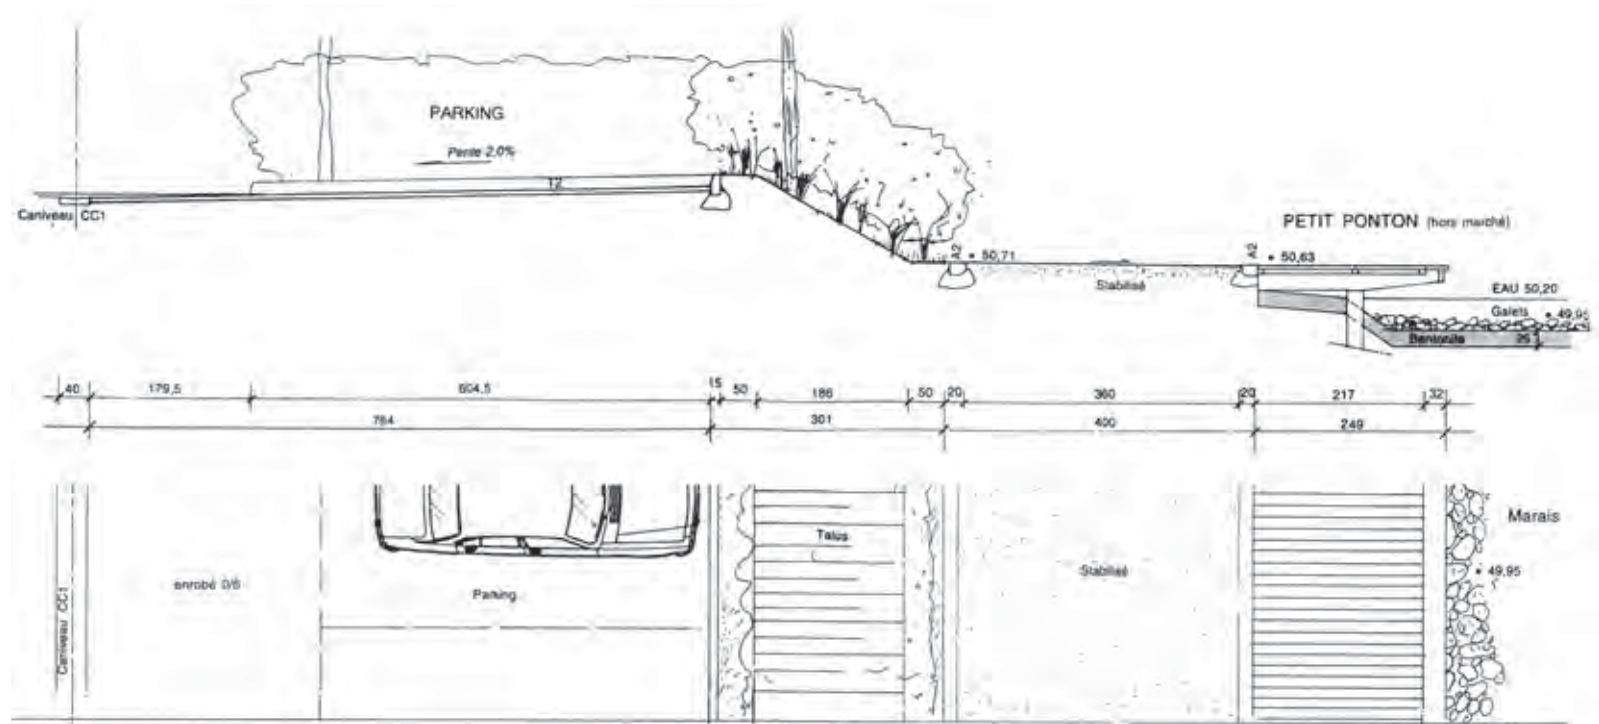 PARKING
Pente 2,0%
T2
Caniveau CC1
A2
50,71
Stabilisé
A2
50,63
PETIT PONTON (hors marché)
EAU 50,20
Galets
49,95
Bentonite
25
40
179,5
604,5
15
50
186
50
20
360
20
217
32
784
301
400
249
Caniveau CC1
enrobé 0/6
Parking
Talus
Stabilisé
Marais
49,95